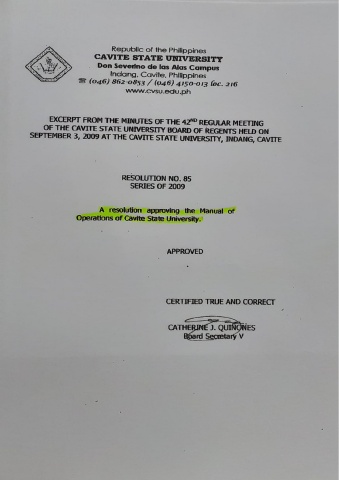 Republic of the Philippines
CAVITE STATE UNIVERSITY
Don Severino de las Alas Campus
Indang, Cavite, Philippines
☎ (046) 862-0853 / (046) 4150-013 loc. 216
www.cvsu.edu.ph
EXCERPT FROM THE MINUTES OF THE 42ND REGULAR MEETING
OF THE CAVITE STATE UNIVERSITY BOARD OF REGENTS HELD ON
SEPTEMBER 3, 2009 AT THE CAVITE STATE UNIVERSITY, INDANG, CAVITE
RESOLUTION NO. 85
SERIES OF 2009
A resolution approving the Manual of
Operations of Cavite State University.
APPROVED
CERTIFIED TRUE AND CORRECT
CATHERINE J. QUIÑONES
Board Secretary V